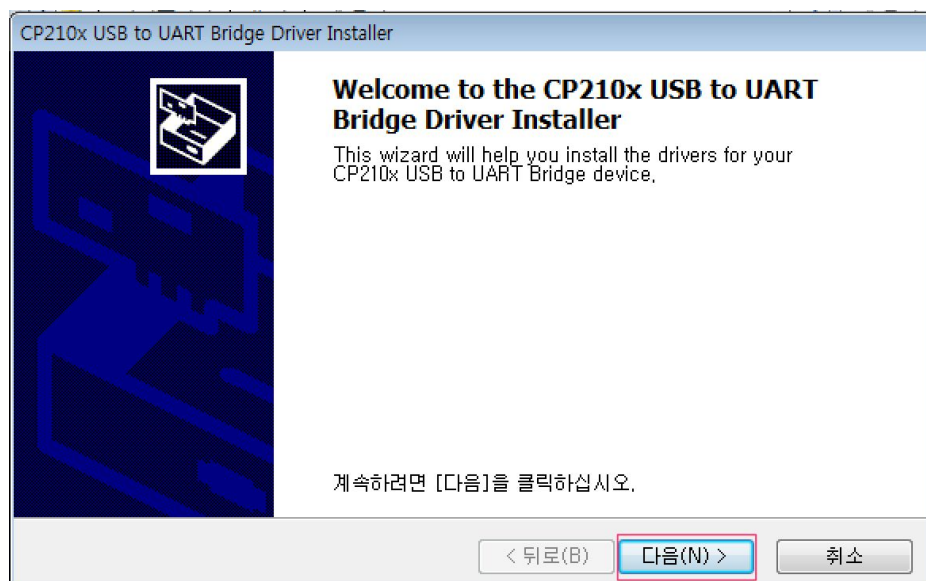 CP210x USB to UART Bridge Driver Installer
Welcome to the CP210x USB to UART
Bridge Driver Installer
This wizard will help you install the drivers for your
CP210x USB to UART Bridge device.
계속하려면 [다음]을 클릭하십시오.
< 뒤로(B)
다음(N) >
취소